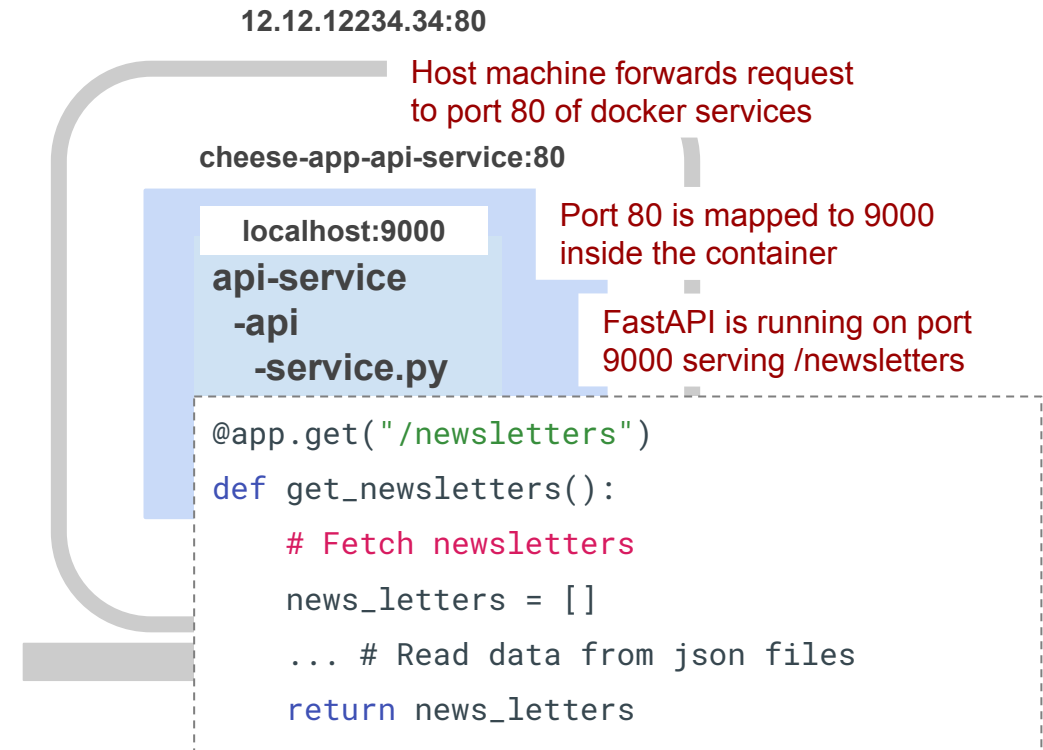 12.12.12234.34:80
Host machine forwards request
to port 80 of docker services
cheese-app-api-service:80
Port 80 is mapped to 9000
inside the container
localhost:9000
api-service
-api
-service.py
FastAPI is running on port
9000 serving /newsletters
@app.get("/newsletters")
def get_newsletters():
    # Fetch newsletters
    news_letters = []
    ... # Read data from json files
    return news_letters